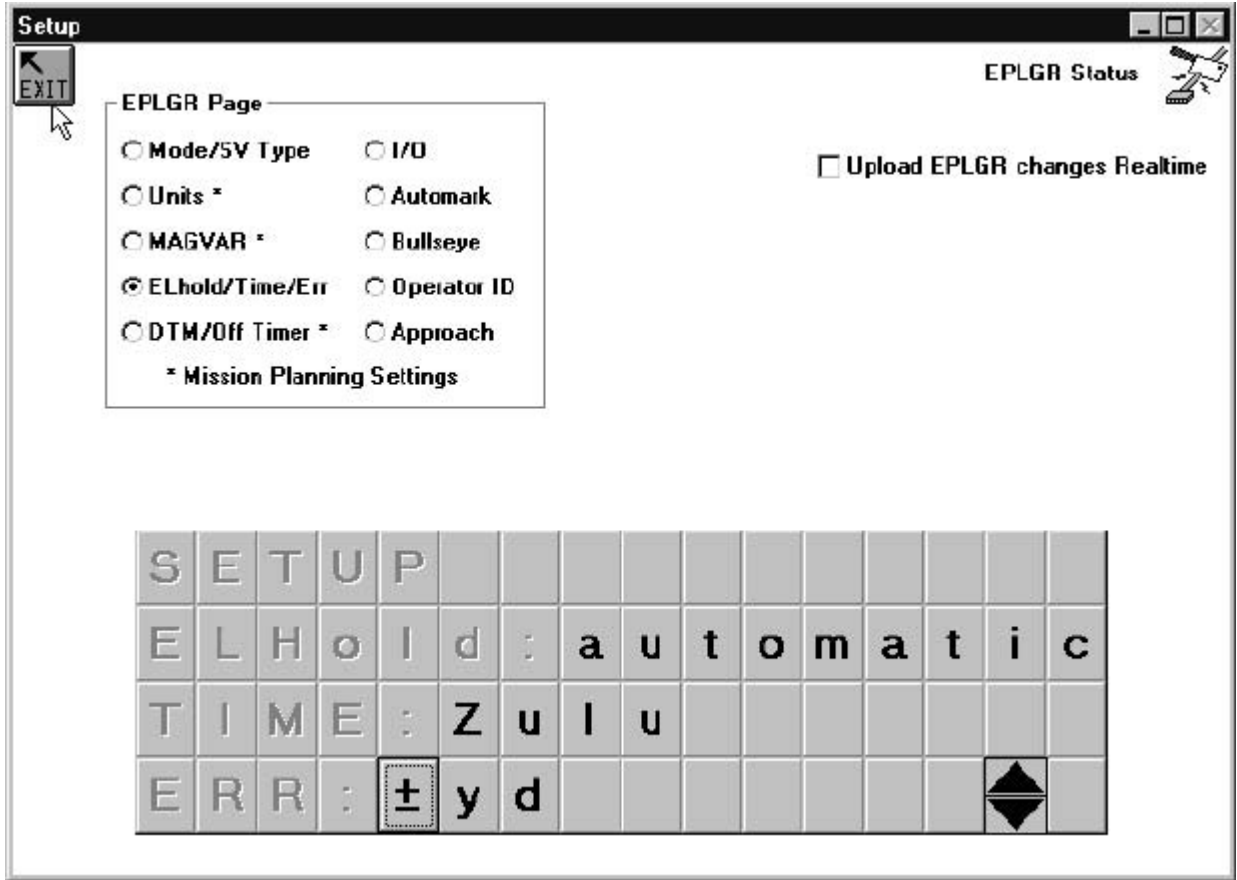 Setup
EXIT
EPLGR Status
EPLGR Page
Mode/5V Type
I/O
Upload EPLGR changes Realtime
Units *
Automark
MAGVAR *
Bullseye
ELhold/Time/Err
Operator ID
DTM/Off Timer *
Approach
* Mission Planning Settings
SETUP
ELHold:automatic
TIME:Zulu
ERR:±yd